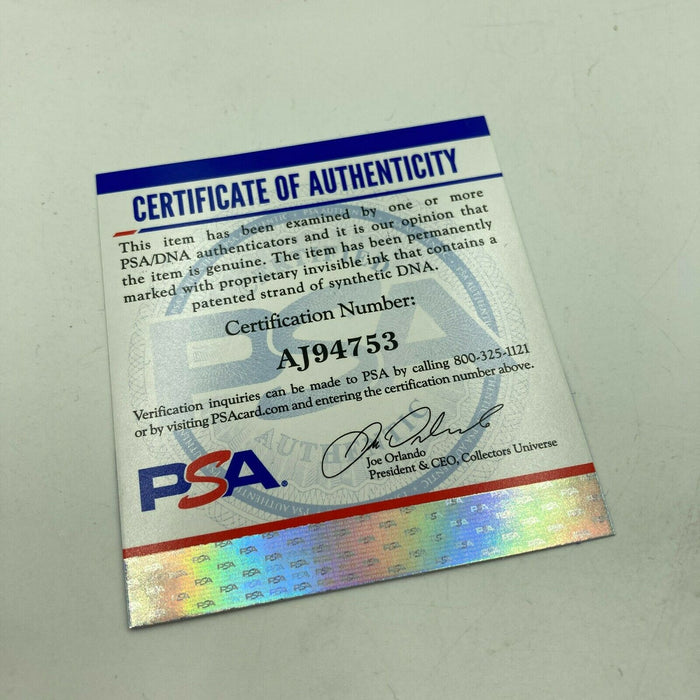 CERTIFICATE OF AUTHENTICITY
This item has been examined by one or more
PSA/DNA authenticators and it is our opinion that
the item is genuine. The item has been permanently
marked with proprietary invisible ink that contains a
patented strand of synthetic DNA.
Certification Number:
AJ94753
Verification inquiries can be made to PSA by calling 800-325-1121
or by visiting PSAcard.com and entering the certification number above.
Joe Orlando
President & CEO, Collectors Universe
PSA.